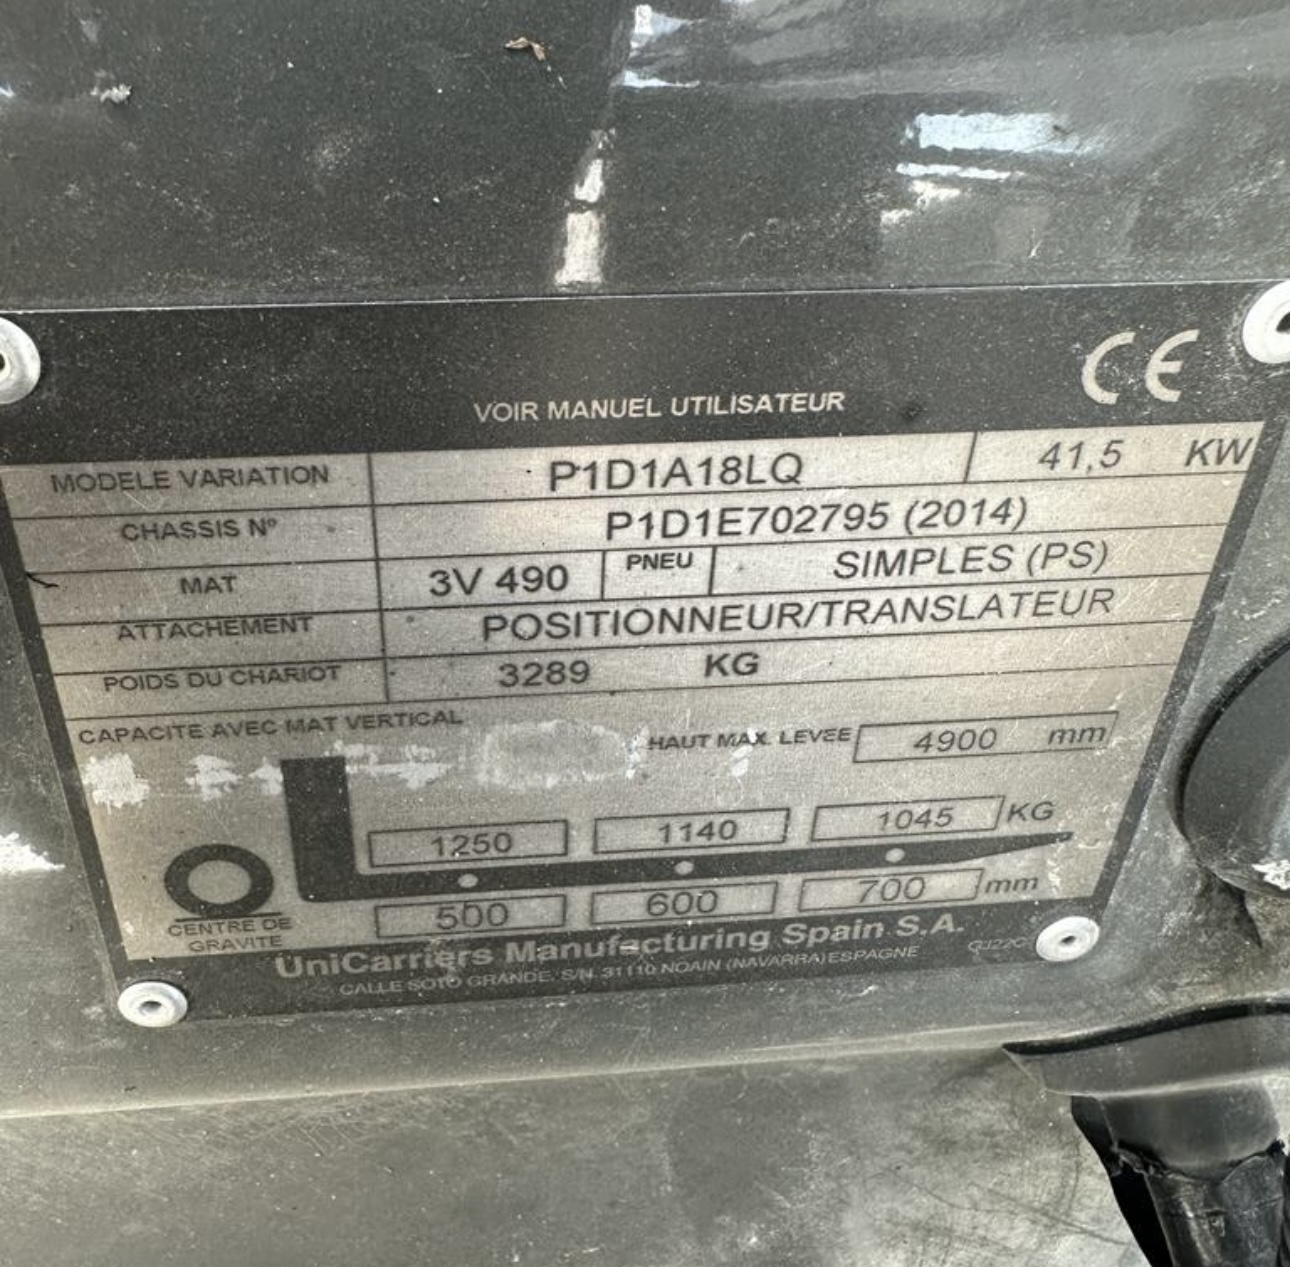 CE
VOIR MANUEL UTILISATEUR
MODELE VARIATION P1D1A18LQ 41,5 KW
CHASSIS Nº P1D1E702795 (2014)
MAT 3V 490 PNEU SIMPLES (PS)
ATTACHEMENT POSITIONNEUR/TRANSLATEUR
POIDS DU CHARIOT 3289 KG
CAPACITE AVEC MAT VERTICAL
HAUT MAX. LEVEE 4900 mm
1250 1140 1045 KG
500 600 700 mm
CENTRE DE
GRAVITE
UniCarriers Manufacturing Spain S.A.
CALLE SOTO GRANDE, S/N. 31110 NOAIN (NAVARRA) ESPAGNE